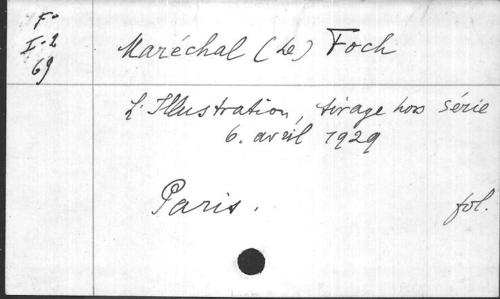 F°
I-2
69
Maréchal (Le) Foch
L'Illustration, tirage hors série
6. avril 1929
Paris.
fol.